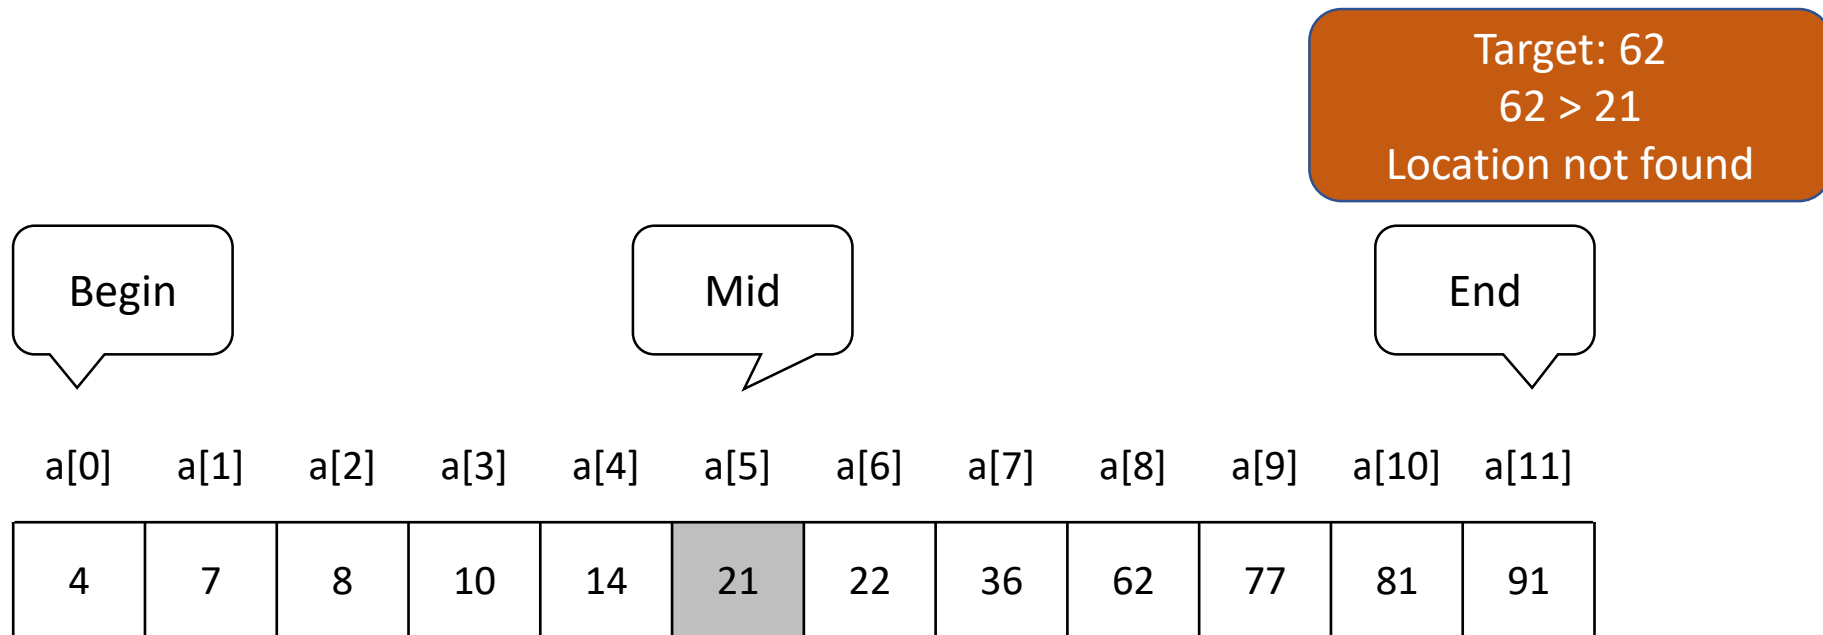 Target: 62
62 > 21
Location not found
Begin Mid End
a[0] a[1] a[2] a[3] a[4] a[5] a[6] a[7] a[8] a[9] a[10] a[11]
4 7 8 10 14 21 22 36 62 77 81 91